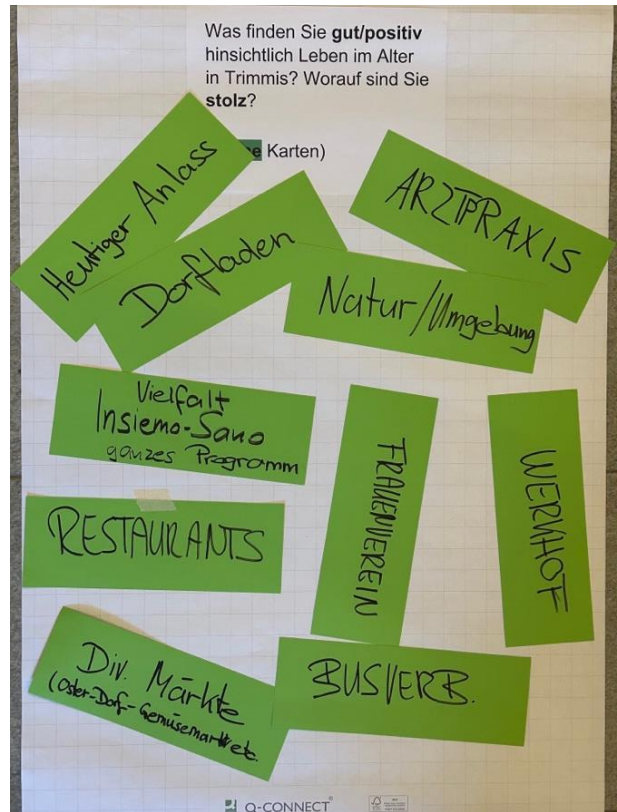 Was finden Sie gut/positiv
hinsichtlich Leben im Alter
in Trimmis? Worauf sind Sie
stolz?
Karten)
Heutiger Anlass
Dorfladen
ARZTPRAXIS
Natur/Umgebung
Vielfalt
Insiemo-Sano
ganzes Programm
FRAUENVEREIN
WERKHOF
RESTAURANTS
Div. Märkte
(Oster-Dorf-Gemüsemarkt etc.
BUSVERB.
Q-CONNECT